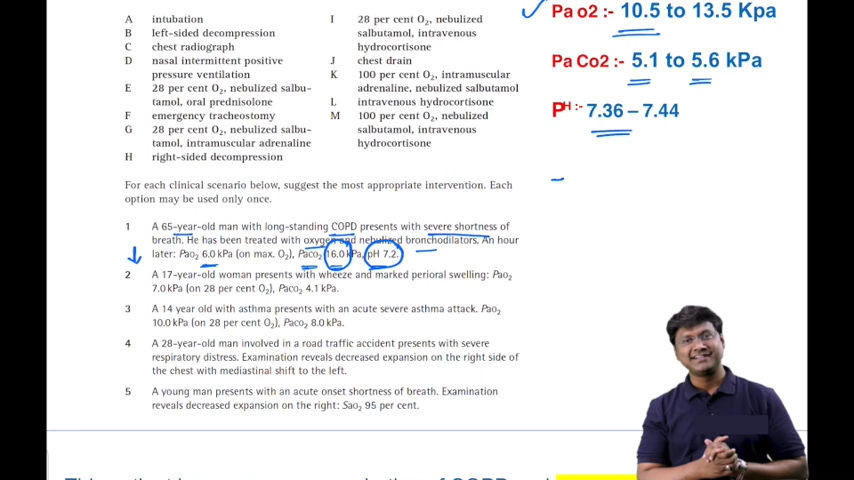 A intubation
B left-sided decompression
C chest radiograph
D nasal intermittent positive
pressure ventilation
E 28 per cent O₂, nebulized salbu-
tamol, oral prednisolone
F emergency tracheostomy
G 28 per cent O₂, nebulized salbu-
tamol, intramuscular adrenaline
H right-sided decompression
I 28 per cent O₂, nebulized
salbutamol, intravenous
hydrocortisone
J chest drain
K 100 per cent O₂, intramuscular
adrenaline, nebulized salbutamol
L intravenous hydrocortisone
M 100 per cent O₂, nebulized
salbutamol, intravenous
hydrocortisone
Pa o2 :- 10.5 to 13.5 Kpa
Pa Co2 :- 5.1 to 5.6 kPa
PH :- 7.36 – 7.44
For each clinical scenario below, suggest the most appropriate intervention. Each
option may be used only once.
1 A 65-year-old man with long-standing COPD presents with severe shortness of
breath. He has been treated with oxygen and nebulized bronchodilators. An hour
later: Pao₂ 6.0 kPa (on max. O₂), Paco₂ 16.0 kPa, pH 7.2.
2 A 17-year-old woman presents with wheeze and marked perioral swelling: Pao₂
7.0 kPa (on 28 per cent O₂), Paco₂ 4.1 kPa.
3 A 14 year old with asthma presents with an acute severe asthma attack. Pao₂
10.0 kPa (on 28 per cent O₂), Paco₂ 8.0 kPa.
4 A 28-year-old man involved in a road traffic accident presents with severe
respiratory distress. Examination reveals decreased expansion on the right side of
the chest with mediastinal shift to the left.
5 A young man presents with an acute onset shortness of breath. Examination
reveals decreased expansion on the right: Sao₂ 95 per cent.